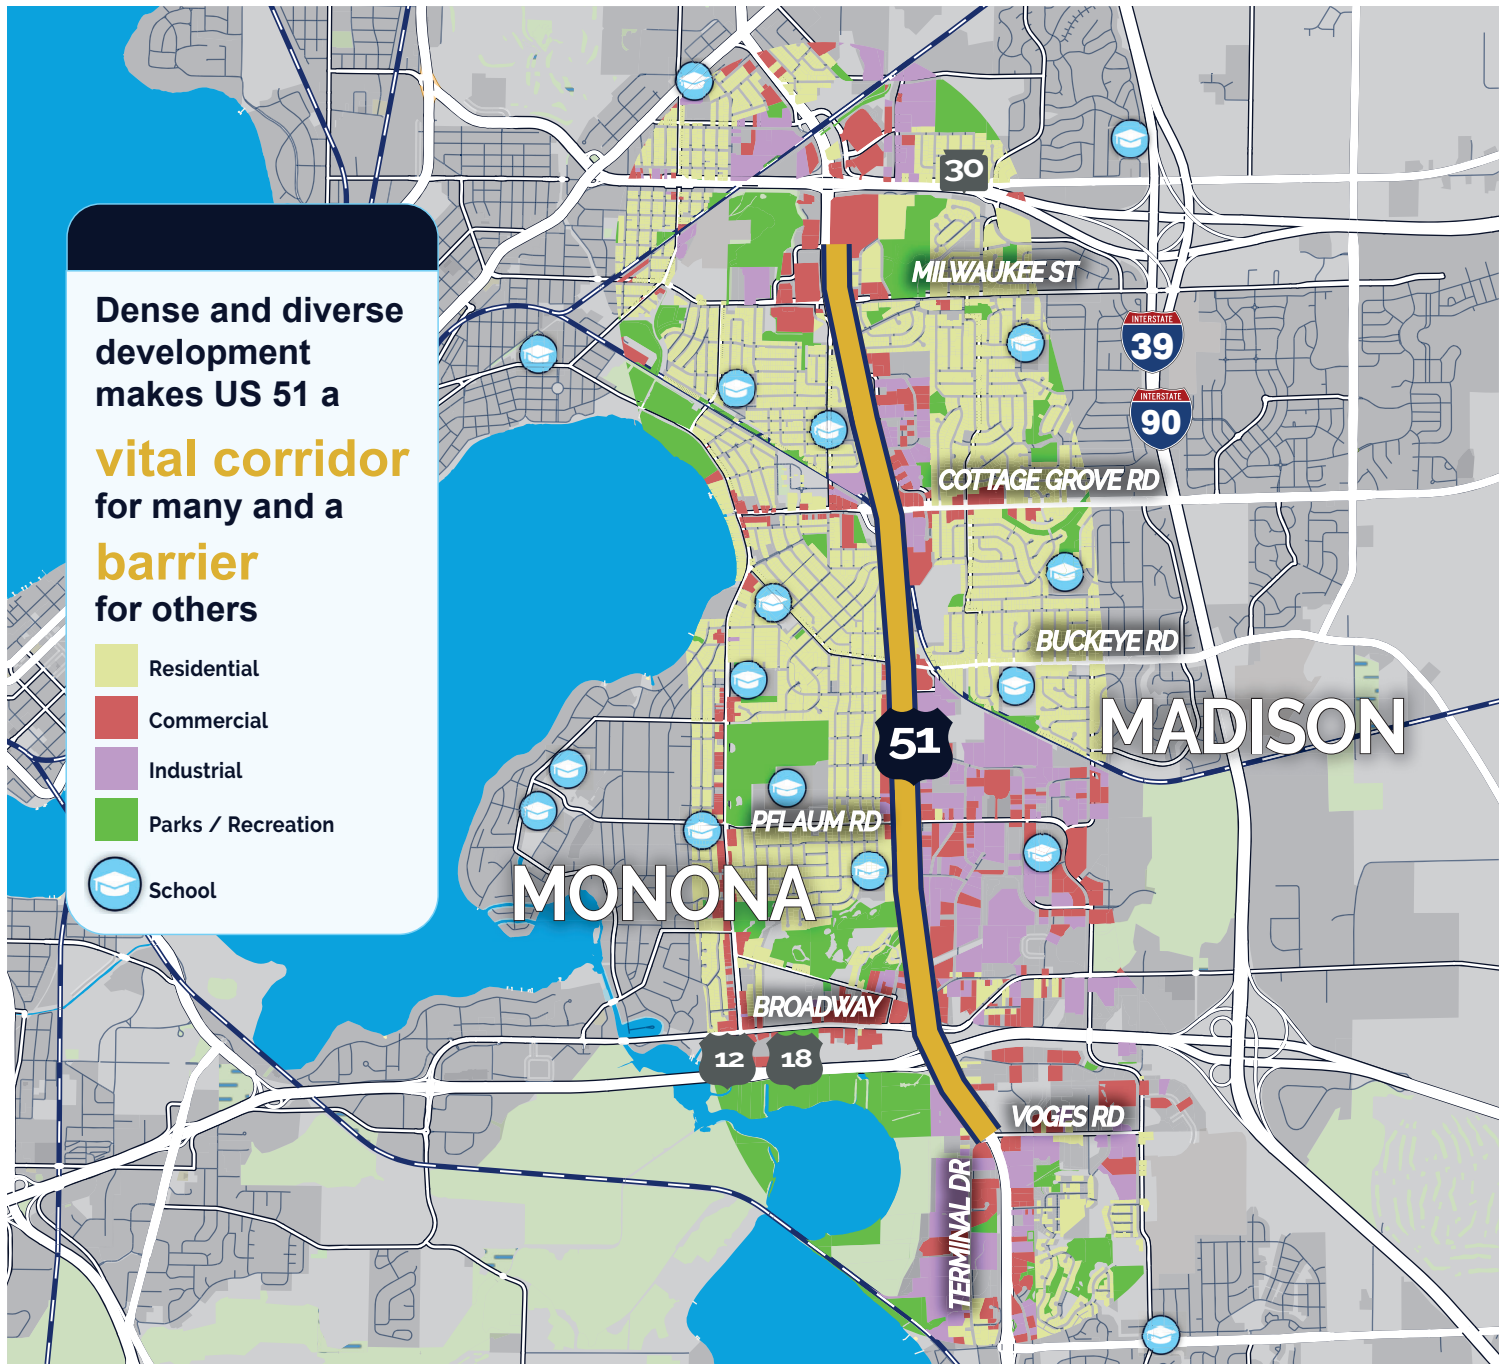 Dense and diverse
development
makes US 51 a
vital corridor
for many and a
barrier
for others
Residential
Commercial
Industrial
Parks / Recreation
School
30
MILWAUKEE ST
INTERSTATE
39
INTERSTATE
90
COTTAGE GROVE RD
BUCKEYE RD
MADISON
51
PFLAUM RD
MONONA
BROADWAY
12
18
VOGES RD
TERMINAL DR